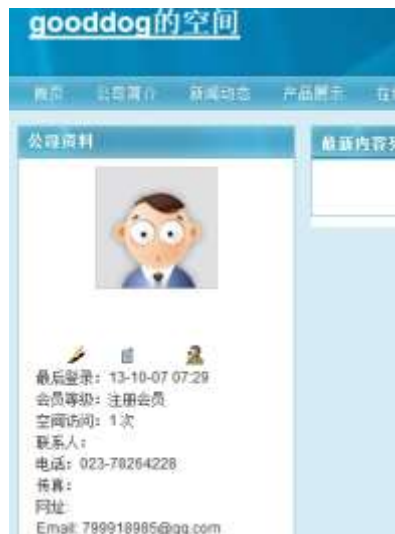 gooddog的空间
首页 公司简介 新闻动态 产品展示
公司资料 最新内容
最后登录：13-10-07 07:29
会员等级：注册会员
空间访问：1 次
联系人：
电话：023-78264228
传真：
网址:
Email: 799918985@qq.com